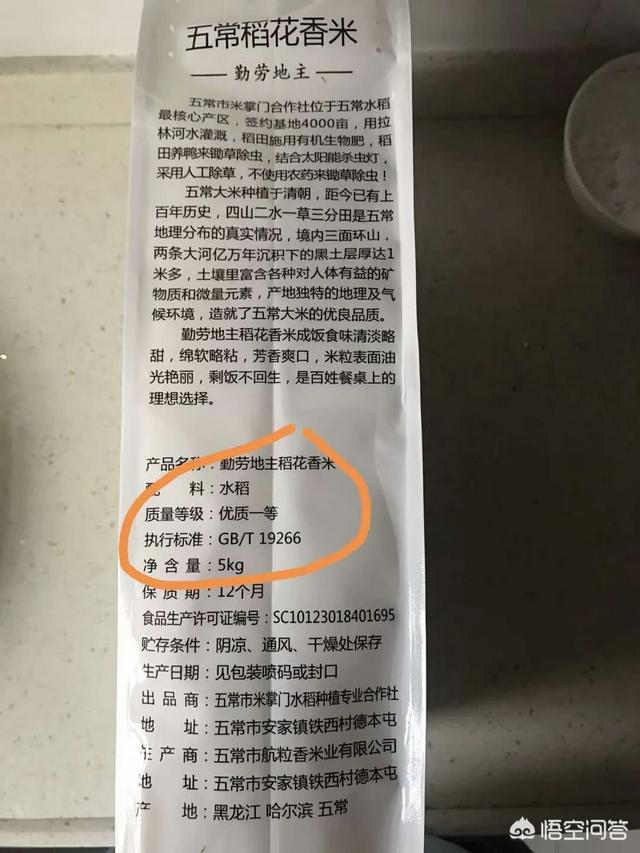 五常稻花香米
勤劳地主
五常市米掌门合作社位于五常水稻
最核心产区，签约基地4000亩，用拉
林河水灌溉，稻田施用有机生物肥，稻
田养鸭来锄草除虫，结合太阳能杀虫灯，
采用人工除草，不使用农药来锄草除虫！
五常大米种植于清朝，距今已有上
百年历史，四山二水一草三分田是五常
地理分布的真实情况，境内三面环山，
两条大河亿万年沉积下的黑土层厚达1
米多，土壤里富含各种对人体有益的矿
物质和微量元素，产地独特的地理及气
候环境，造就了五常大米的优良品质。
勤劳地主稻花香米成饭食味清淡略
甜，绵软略粘，芳香爽口，米粒表面油
光艳丽，剩饭不回生，是百姓餐桌上的
理想选择。
产品名称：勤劳地主稻花香米
配 料：水稻
质量等级：优质一等
执行标准：GB/T 19266
净 含 量：5kg
保 质 期：12个月
食品生产许可证编号：SC10123018401695
贮存条件：阴凉、通风、干燥处保存
生产日期：见包装喷码或封口
出 品 商：五常市米掌门水稻种植专业合作社
地 址：五常市安家镇铁西村德本屯
生 产 商：五常市航粒香米业有限公司
地 址：五常市安家镇铁西村德本屯
产 地：黑龙江 哈尔滨 五常
悟空问答